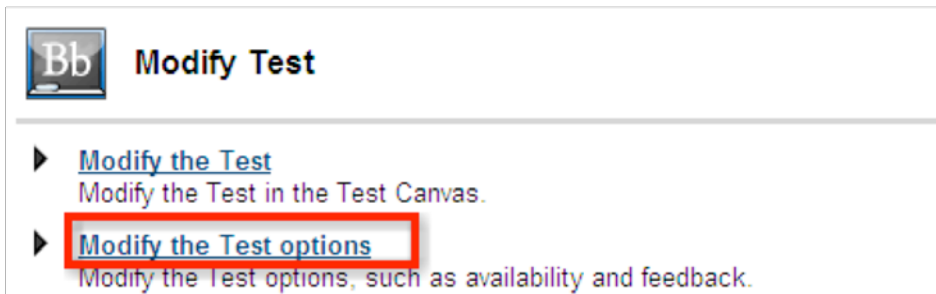 Bb
Modify Test
Modify the Test
Modify the Test in the Test Canvas.
Modify the Test options
Modify the Test options, such as availability and feedback.